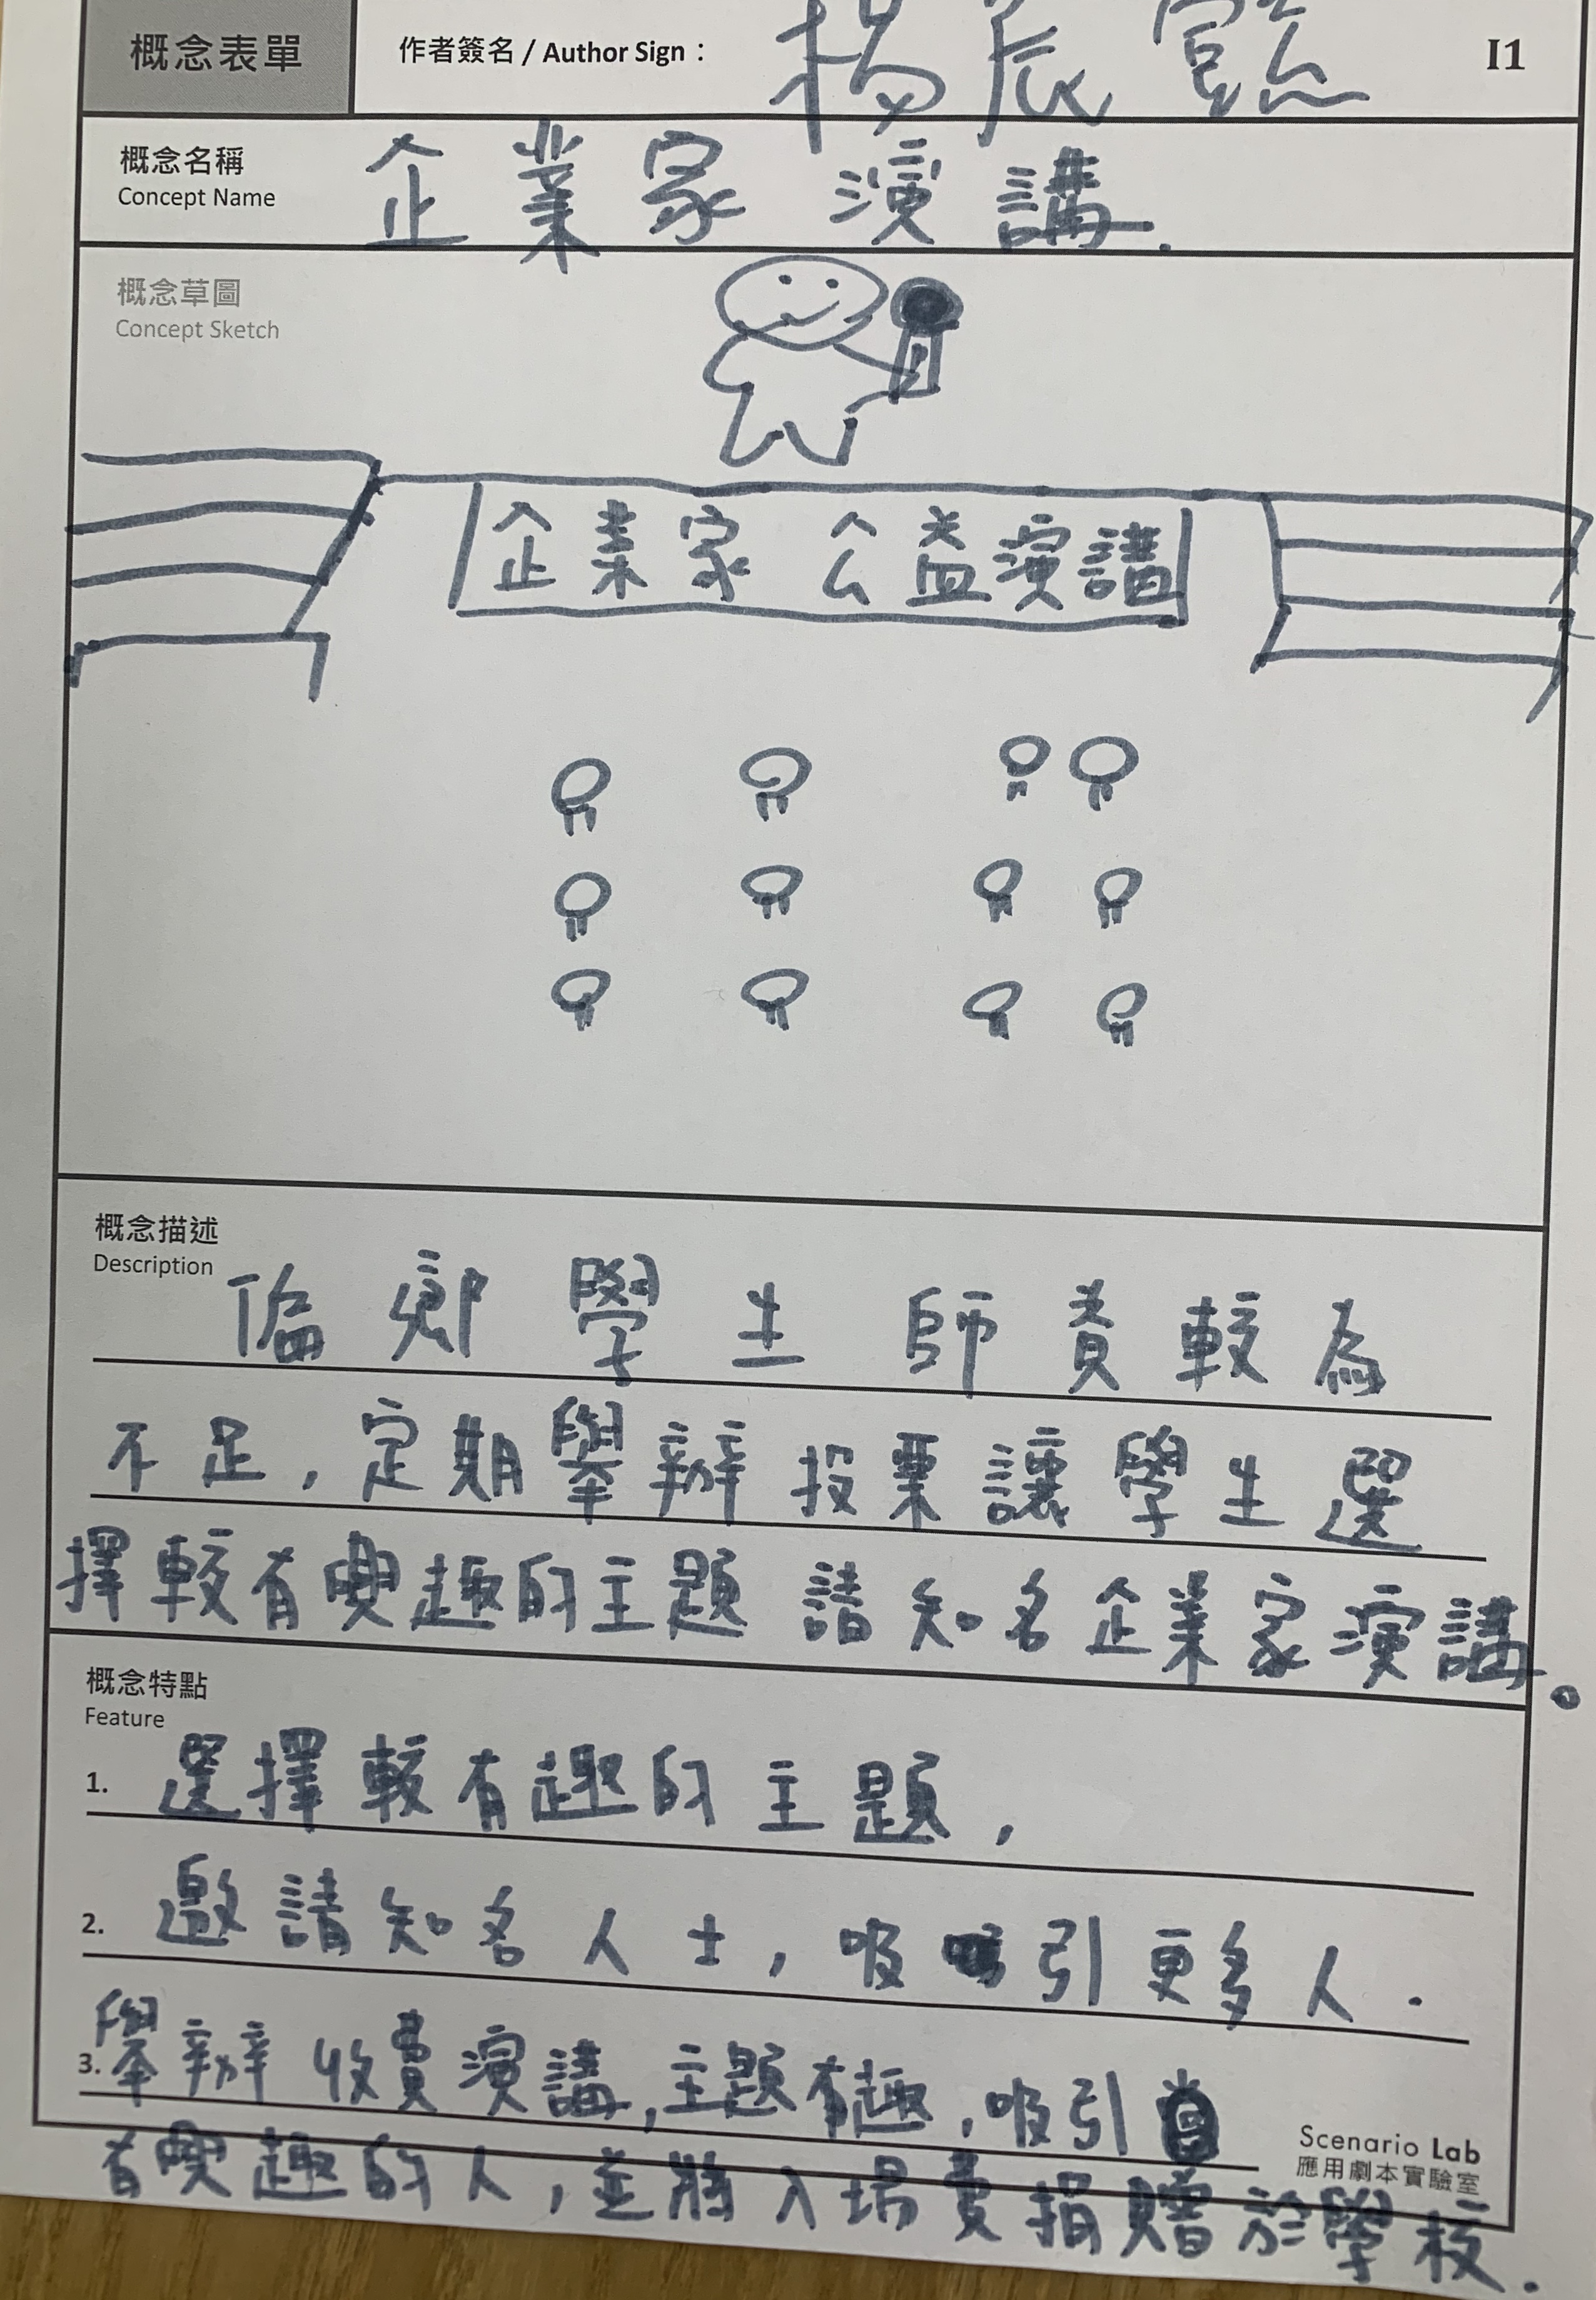 概念表單
作者簽名 / Author Sign：
楊辰
I1
概念名稱
Concept Name
企業家演講.
概念草圖
Concept Sketch
企業家 公益演講
概念描述
Description
偏鄉學生師資較為
不足,定期舉辦投票讓學生選
擇較有興趣的主題 請知名企業家演講。
概念特點
Feature
1. 選擇較有趣的主題,
2. 邀請知名人士,吸引更多人.
3. 舉辦收費演講,主題有趣,吸引
有興趣的人,並將入場費捐贈於學校.
Scenario Lab
應用劇本實驗室